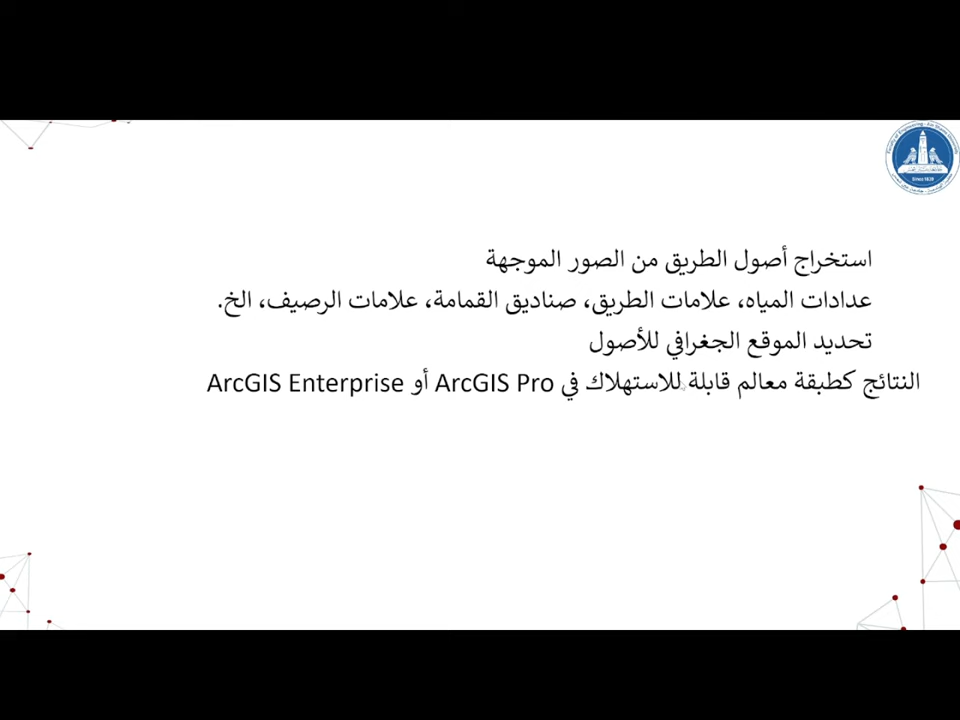 استخراج أصول الطريق من الصور الموجهة
عدادات المياه، علامات الطريق، صناديق القمامة، علامات الرصيف، الخ.
تحديد الموقع الجغرافي للأصول
النتائج كطبقة معالم قابلة للاستهلاك في ArcGIS Pro أو ArcGIS Enterprise